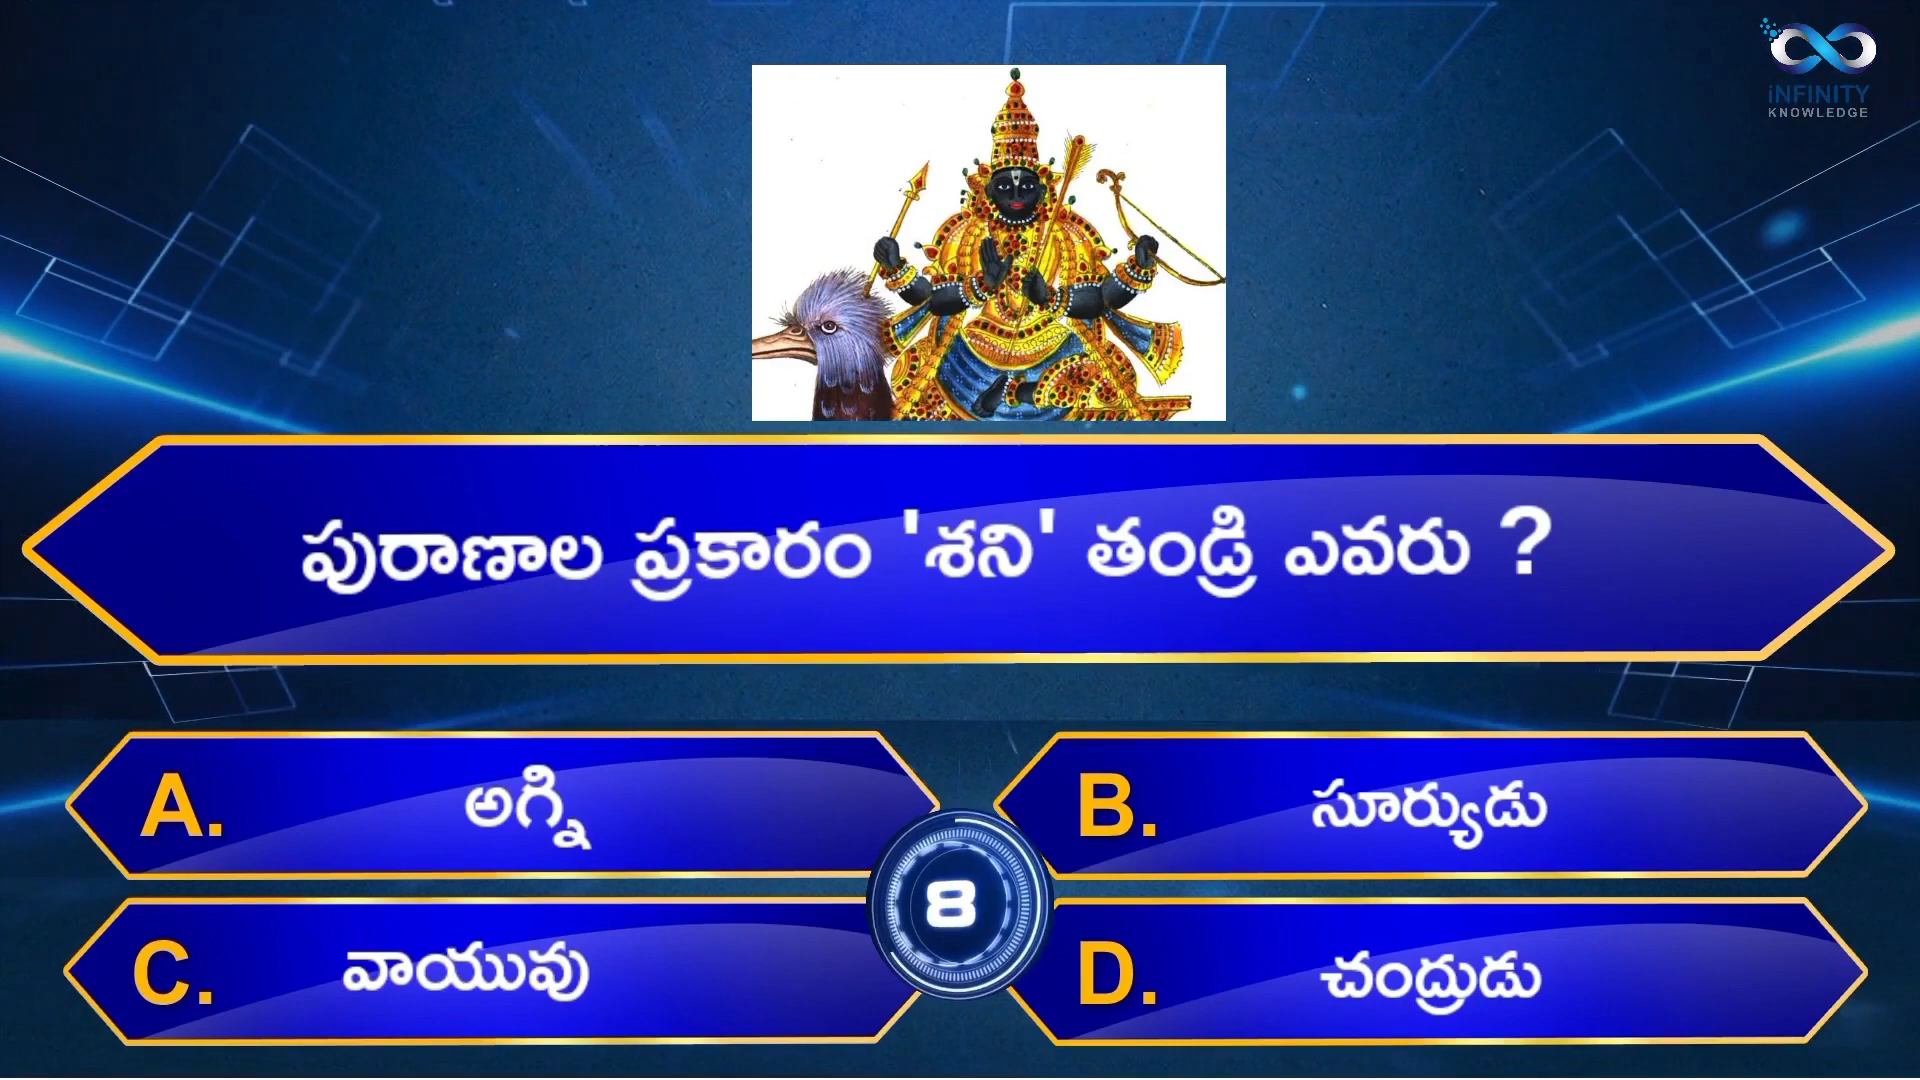 iNFINITY
KNOWLEDGE
పురాణాల ప్రకారం 'శని' తండ్రి ఎవరు ?
A. అగ్ని
B. సూర్యుడు
8
C. వాయువు
D. చంద్రుడు